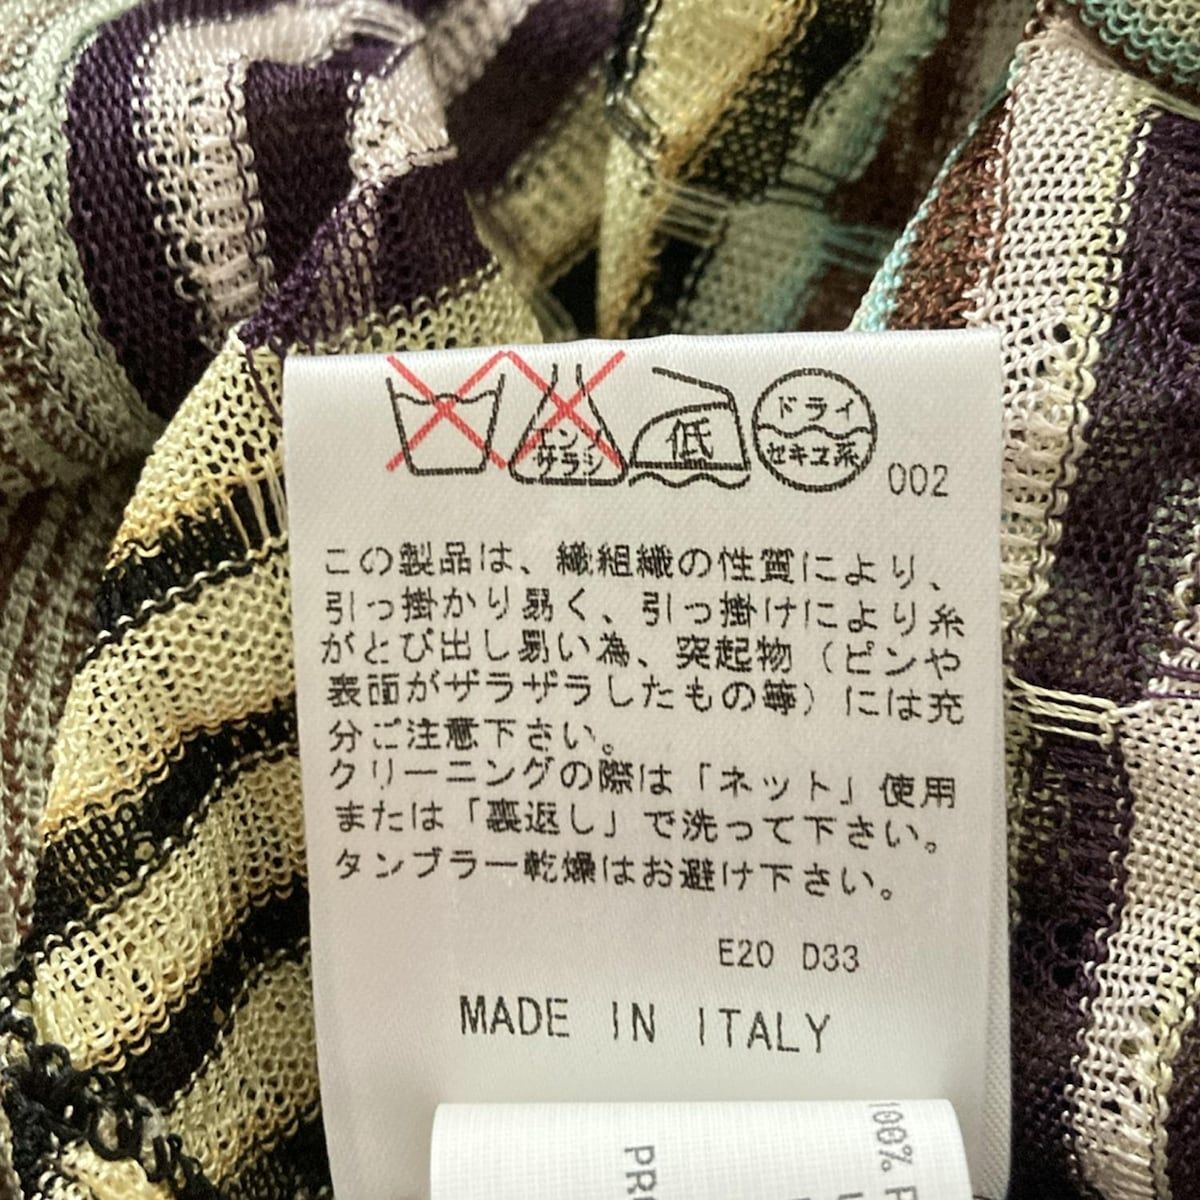 エンソ
サラシ
低
ドライ
セキユ系
002
この製品は、繊組織の性質により、
引っ掛かり易く、引っ掛けにより糸
がとび出し易い為、突起物（ピンや
表面がザラザラしたもの等）には充
分ご注意下さい。
クリーニングの際は「ネット」使用
または「裏返し」で洗って下さい。
タンブラー乾燥はお避け下さい。
E20 D33
MADE IN ITALY
100%